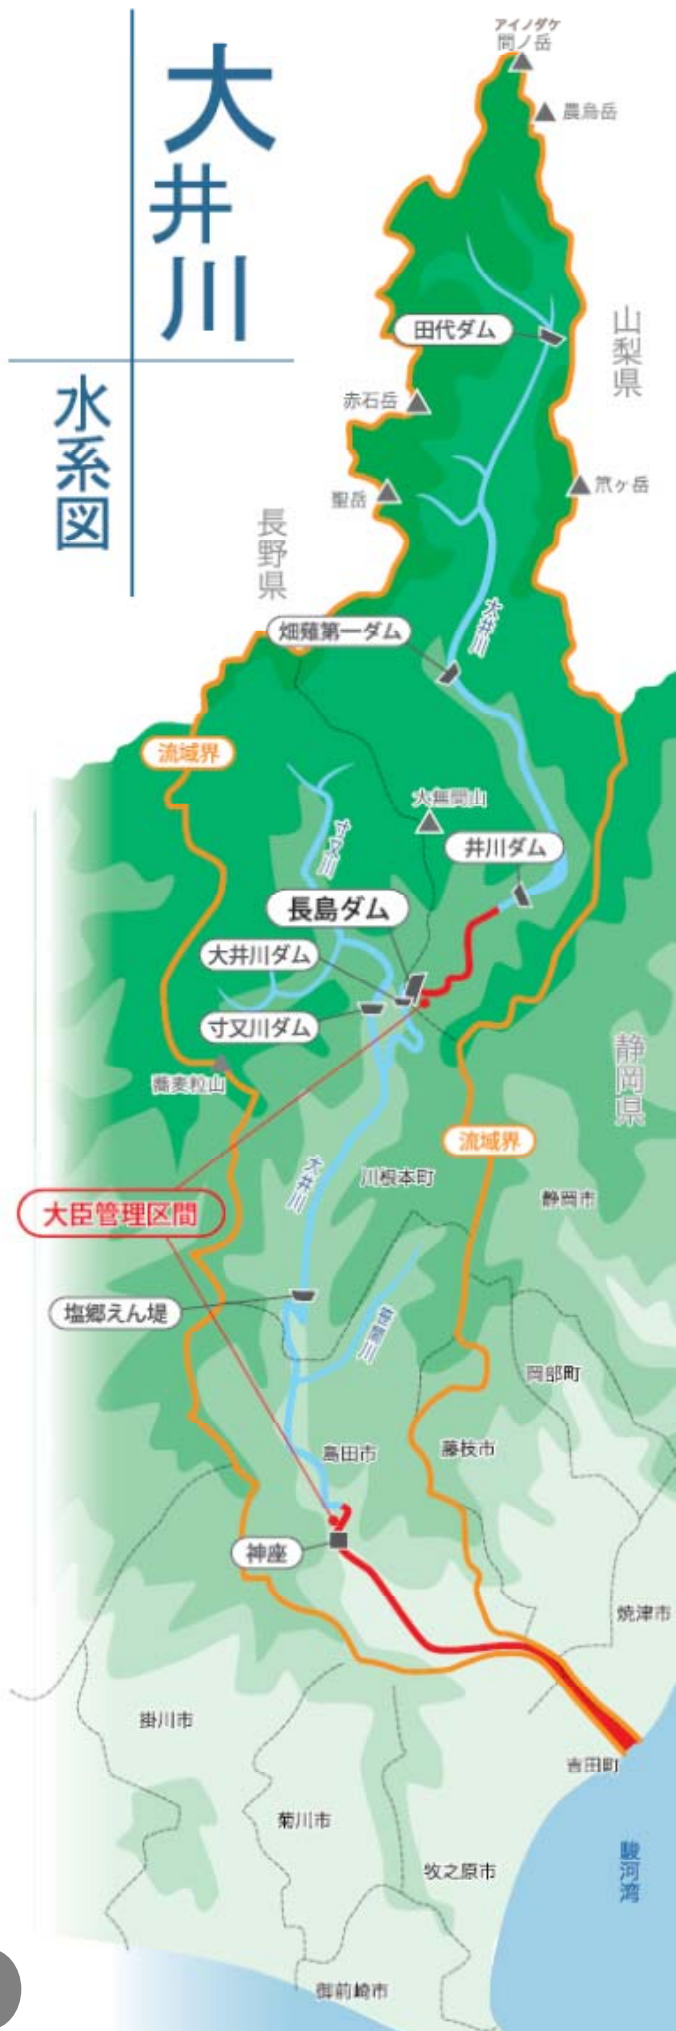 大井川
水系図
アイノダケ
間ノ岳
農鳥岳
山梨県
田代ダム
赤石岳
聖岳
笊ヶ岳
長野県
大井川
畑薙第一ダム
流域界
大無間山
寸又川
井川ダム
長島ダム
大井川ダム
寸又川ダム
静岡県
蕎麦粒山
流域界
大井川
川根本町
静岡市
大臣管理区間
塩郷えん堤
笹間川
岡部町
島田市
藤枝市
神座
焼津市
掛川市
吉田町
菊川市
牧之原市
駿河湾
御前崎市